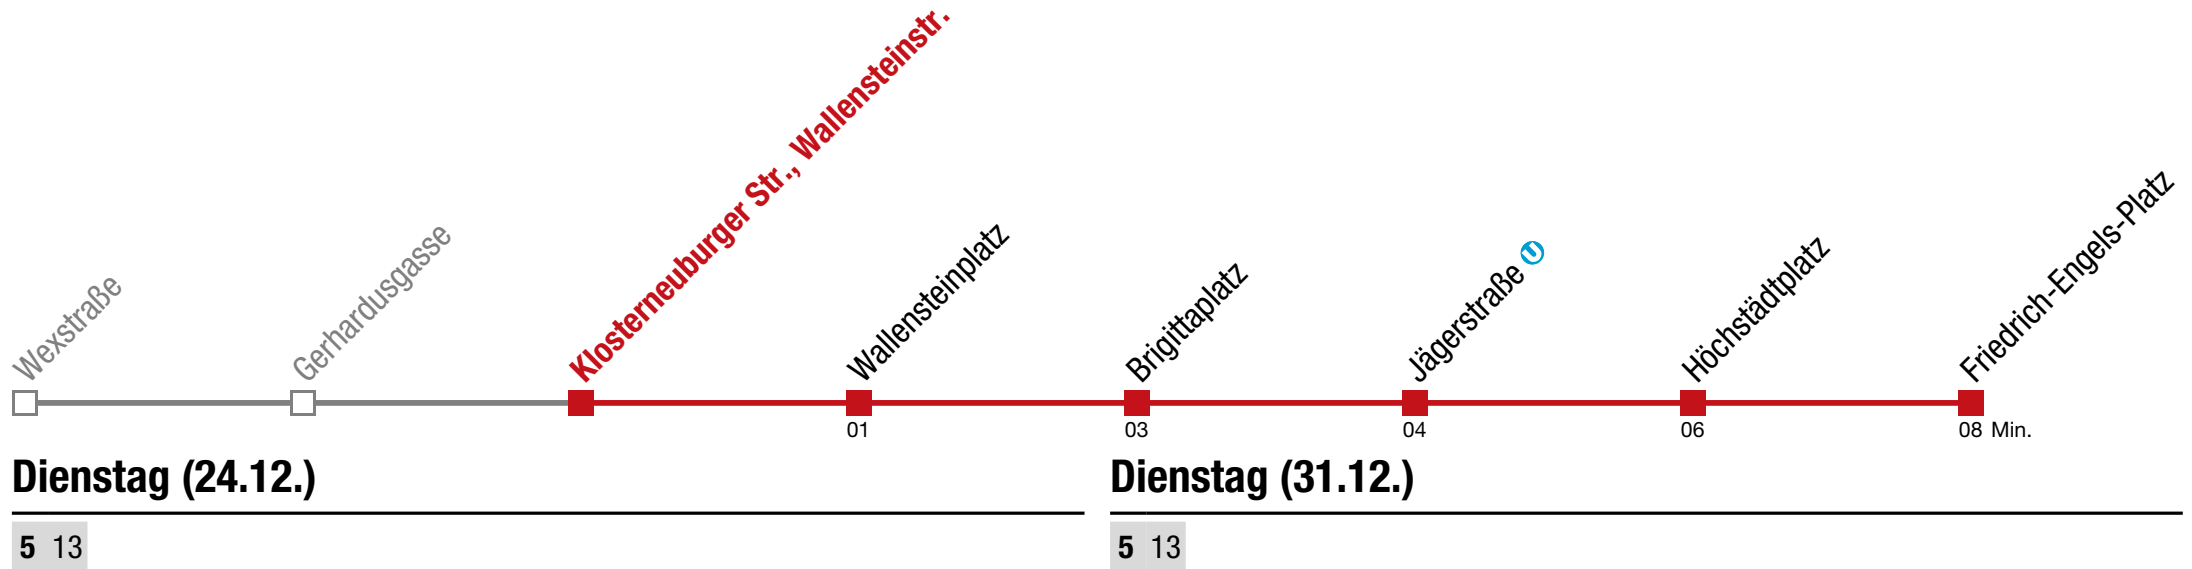 Wexstraße
Gerhardusgasse
Klosterneuburger Str., Wallensteinstr.
Wallensteinplatz
Brigittaplatz
Jägerstraße U
Höchstädtplatz
Friedrich-Engels-Platz
01 03 04 06 08 Min.
Dienstag (24.12.)
5 13
Dienstag (31.12.)
5 13